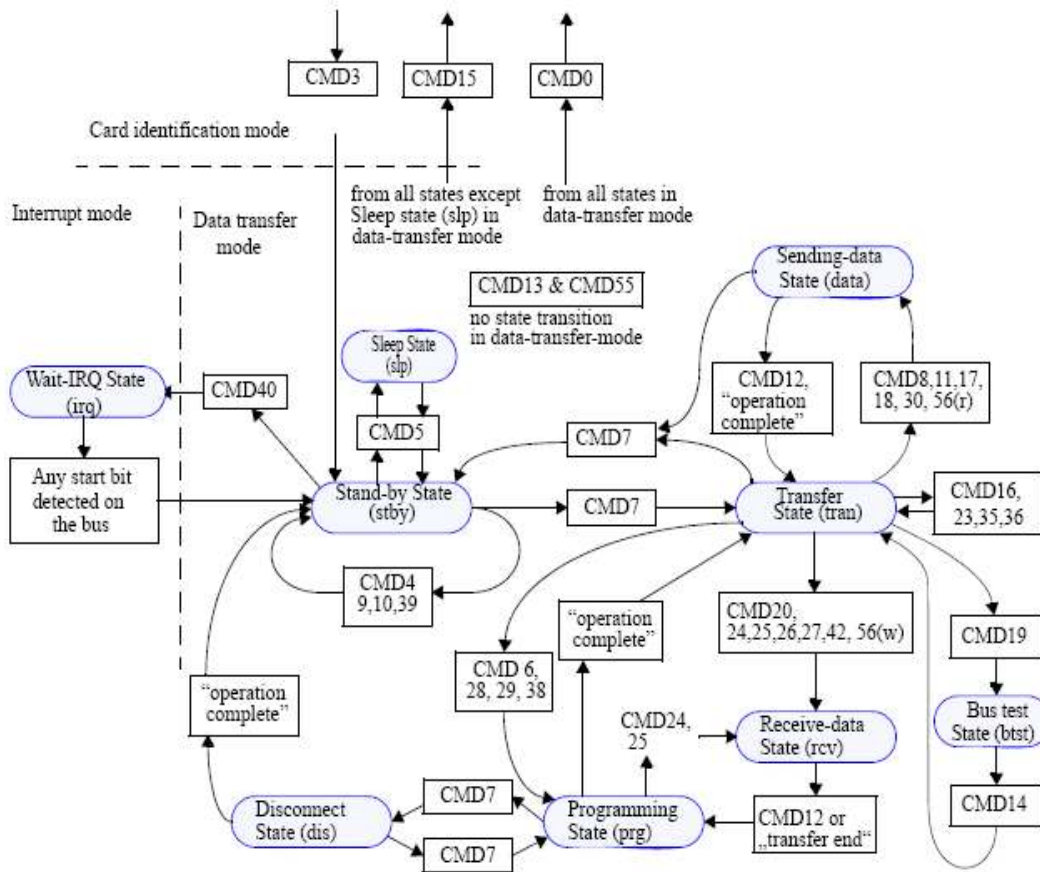 CMD3
CMD15
CMD0
Card identification mode
from all states except
Sleep state (slp) in
data-transfer mode
from all states in
data-transfer mode
Interrupt mode
Data transfer
mode
CMD13 & CMD55
no state transition
in data-transfer-mode
Sending-data
State (data)
Sleep State
(slp)
Wait-IRQ State
(irq)
CMD40
CMD5
CMD7
CMD12,
“operation
complete”
CMD8,11,17,
18, 30, 56(r)
Any start bit
detected on
the bus
Stand-by State
(stby)
CMD7
Transfer
State (tran)
CMD16,
23,35,36
CMD4
9,10,39
“operation
complete”
CMD20,
24,25,26,27,42, 56(w)
CMD19
CMD 6,
28, 29, 38
“operation
complete”
CMD24,
25
Receive-data
State (rcv)
Bus test
State (btst)
Disconnect
State (dis)
CMD7
CMD7
Programming
State (prg)
CMD12 or
„transfer end“
CMD14